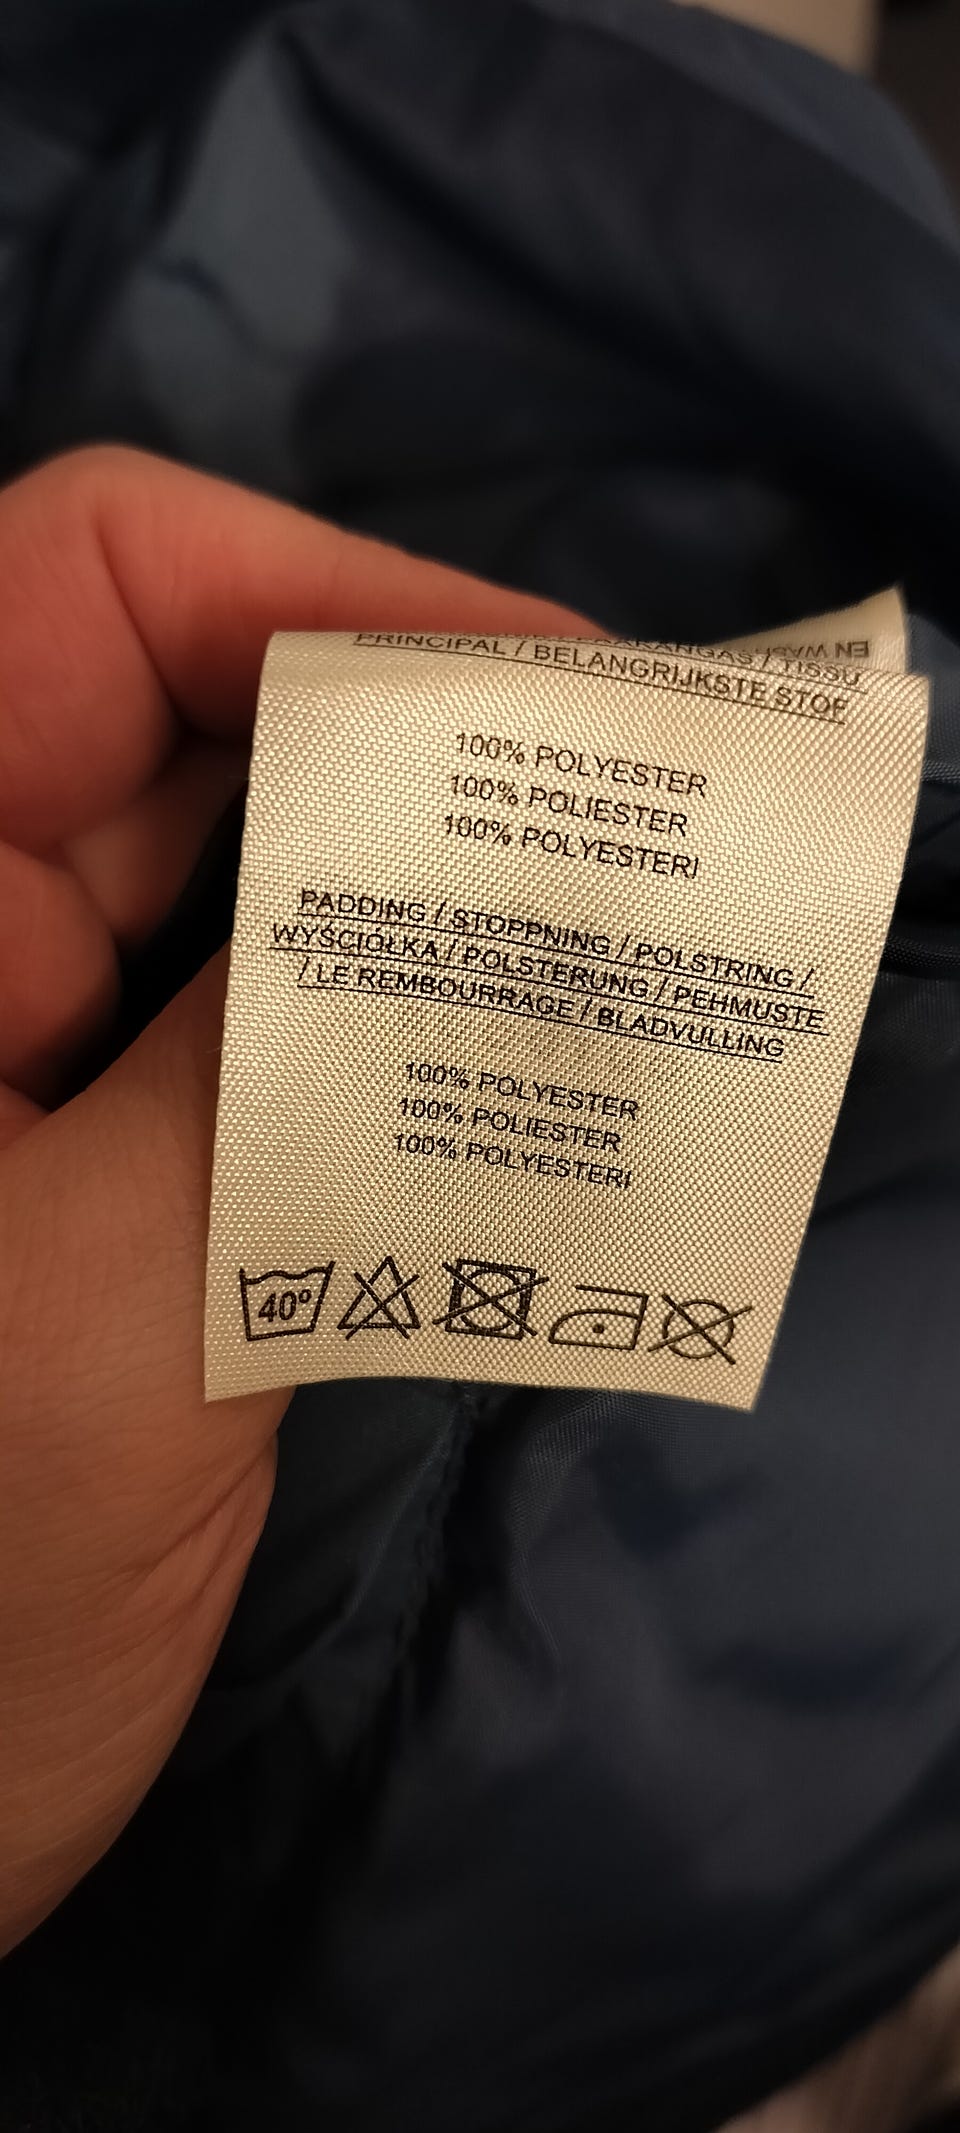 PRINCIPAL / BELANGRIJKSTE STOF
100% POLYESTER
100% POLIESTER
100% POLYESTERI
PADDING / STOPPNING / POLSTRING /
WYŚCIÓŁKA / POLSTERUNG / PEHMUSTE
/ LE REMBOURRAGE / BLADVULLING
100% POLYESTER
100% POLIESTER
100% POLYESTERI
40º